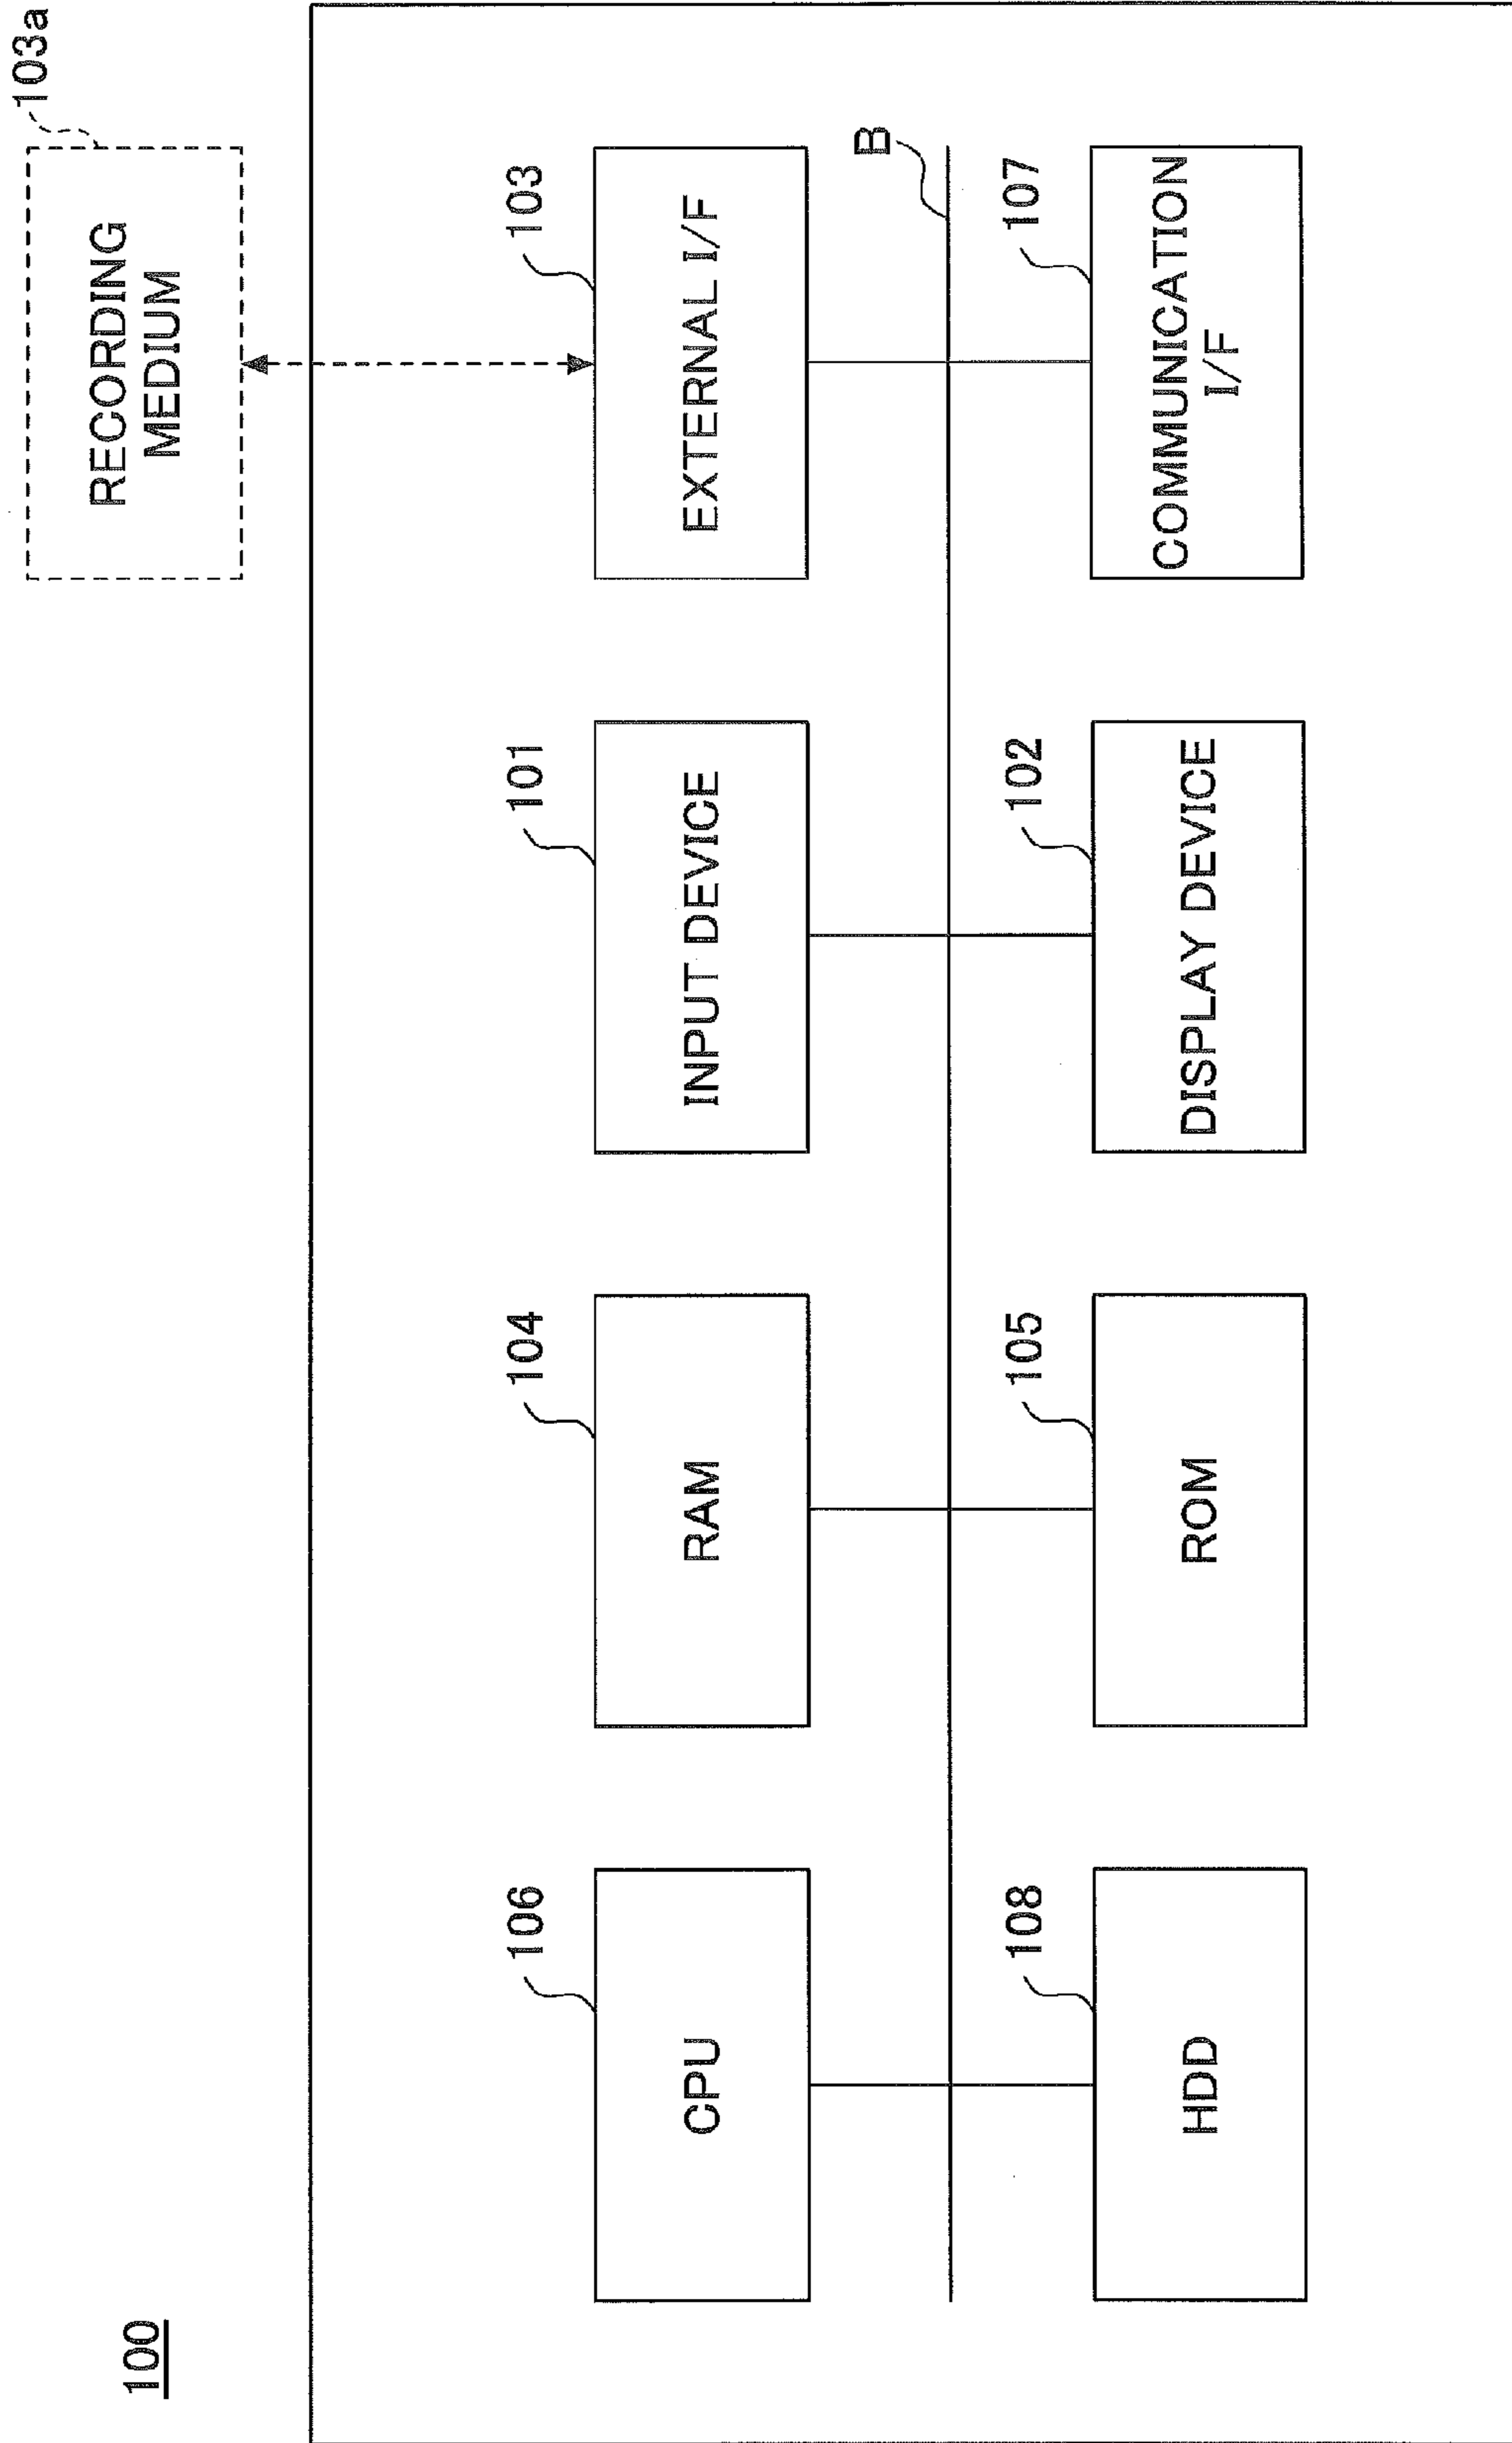 100
103a
RECORDING
MEDIUM
106
104
101
103
CPU
RAM
INPUT DEVICE
EXTERNAL I/F
B
108
105
102
107
HDD
ROM
DISPLAY DEVICE
COMMUNICATION
I/F